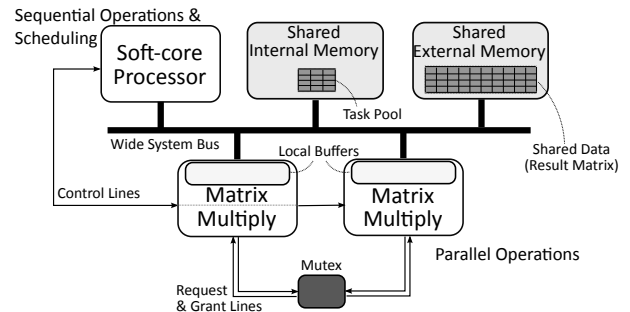 Sequential Operations &
Scheduling
Soft-core
Processor
Shared
Internal Memory
Task Pool
Shared
External Memory
Shared Data
(Result Matrix)
Wide System Bus
Local Buffers
Control Lines
Matrix
Multiply
Matrix
Multiply
Parallel Operations
Mutex
Request
& Grant Lines